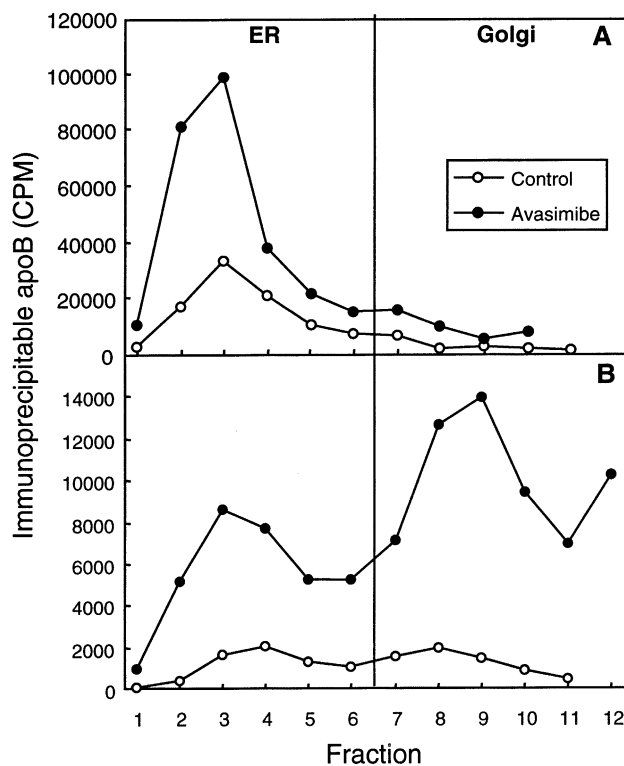 120000
ER
Golgi
A
100000
80000
60000
40000
20000
0
Control
Avasimibe
Immunoprecipitable apoB (CPM)
B
14000
12000
10000
8000
6000
4000
2000
0
1 2 3 4 5 6 7 8 9 10 11 12
Fraction